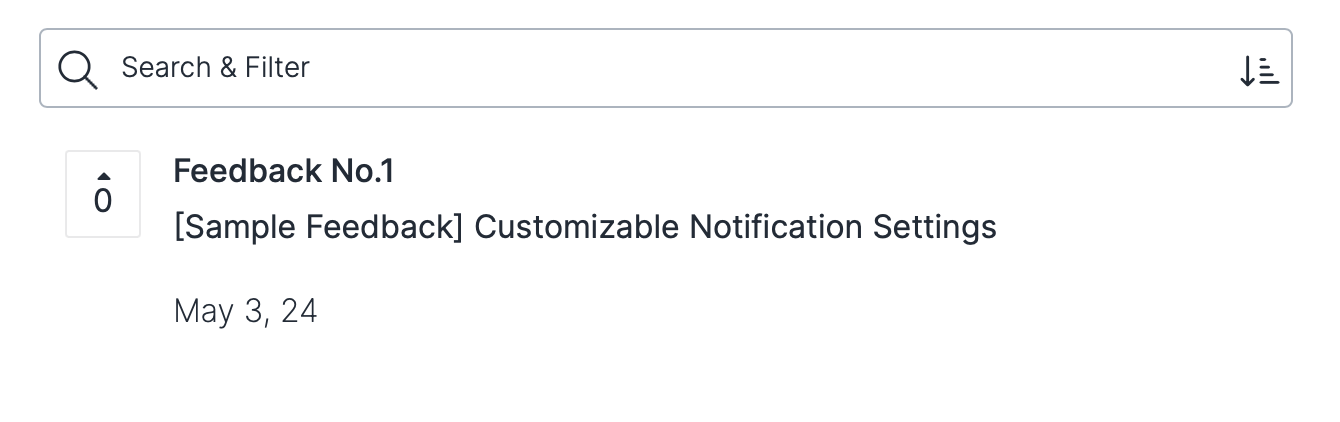 Search & Filter
0
Feedback No.1
[Sample Feedback] Customizable Notification Settings
May 3, 24